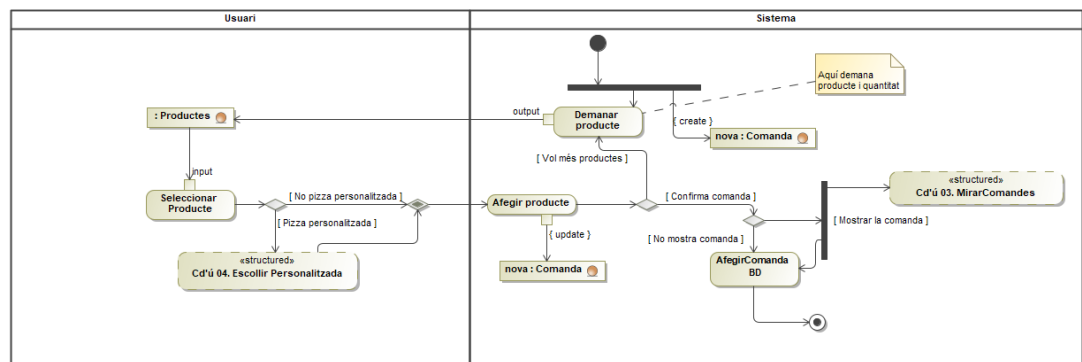 Usuari
Sistema
Aquí demana
producte i quantitat
: Productes
output
Demanar
producte
{ create }
nova : Comanda
input
[ Vol més productes ]
«structured»
Cd'ú 03. MirarComandes
Seleccionar
Producte
[ No pizza personalitzada ]
Afegir producte
[ Confirma comanda ]
[ Pizza personalitzada ]
[ Mostrar la comanda ]
{ update }
[ No mostra comanda ]
«structured»
Cd'ú 04. Escollir Personalitzada
nova : Comanda
AfegirComanda
BD